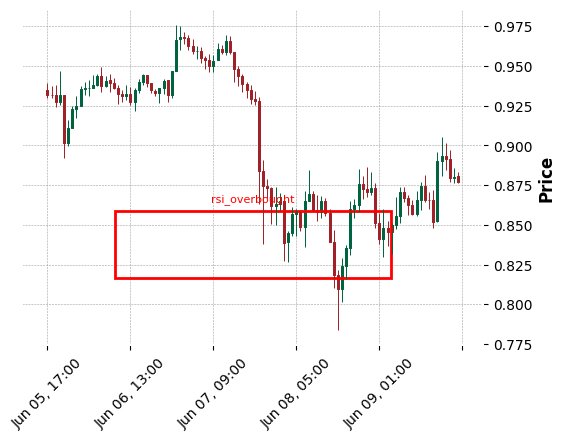 0.975
0.950
0.925
0.900
0.875
0.850
0.825
0.800
0.775
Price
rsi_overbought
Jun 05, 17:00
Jun 06, 13:00
Jun 07, 09:00
Jun 08, 05:00
Jun 09, 01:00